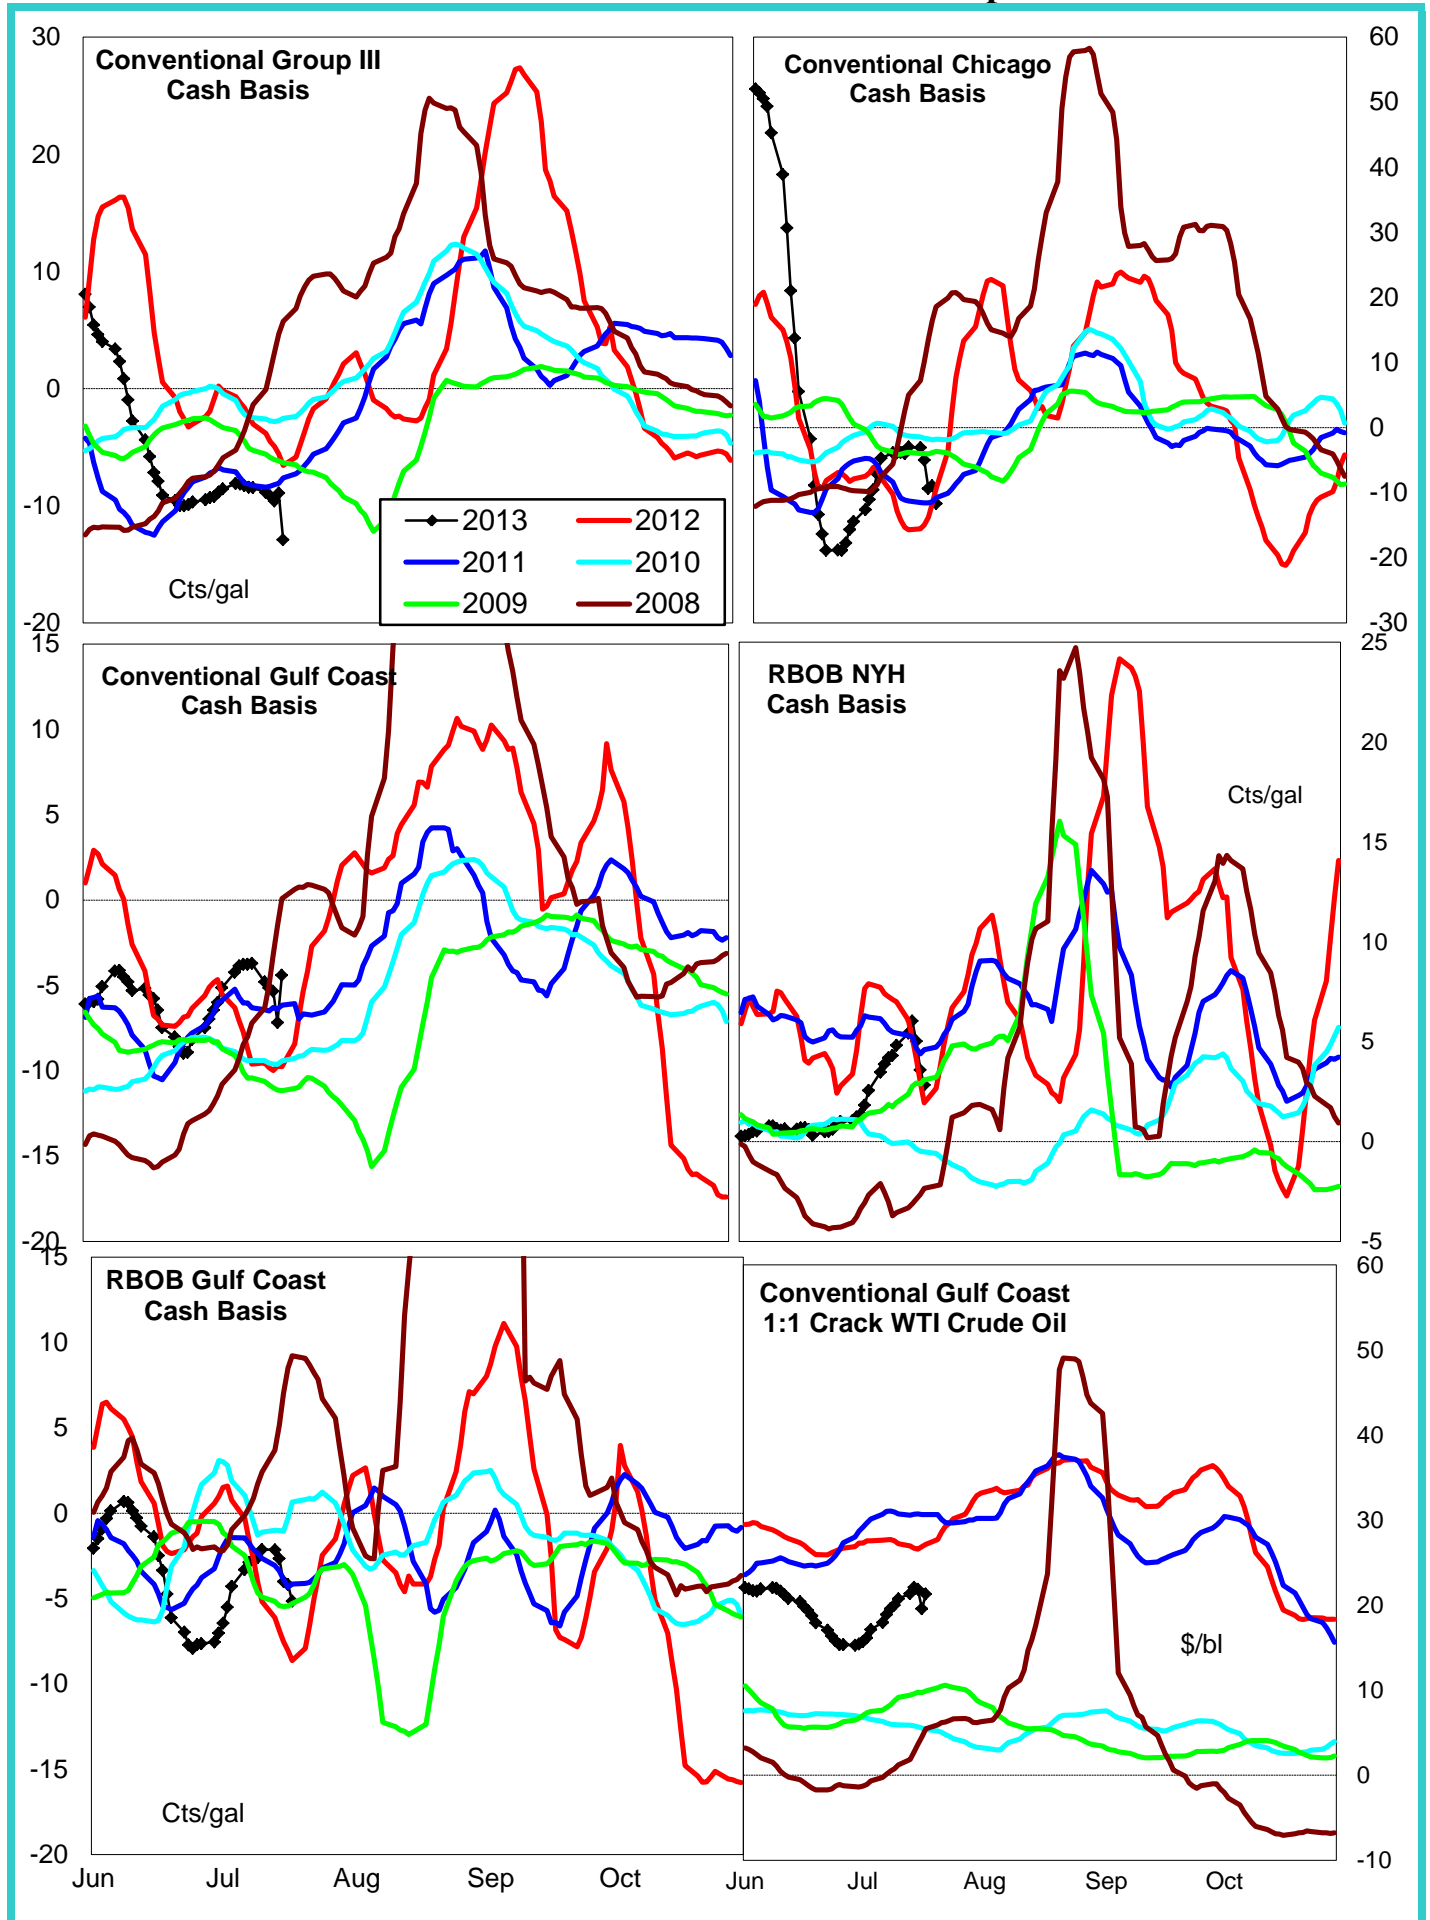 Conventional Group III
Cash Basis
30
20
10
0
-10
-20
Cts/gal
2013
2012
2011
2010
2009
2008
Conventional Chicago
Cash Basis
60
50
40
30
20
10
0
-10
-20
-30
Conventional Gulf Coast
Cash Basis
15
10
5
0
-5
-10
-15
-20
RBOB NYH
Cash Basis
Cts/gal
25
20
15
10
5
0
-5
RBOB Gulf Coast
Cash Basis
15
10
5
0
-5
-10
-15
-20
Cts/gal
Jun
Jul
Aug
Sep
Oct
Conventional Gulf Coast
1:1 Crack WTI Crude Oil
60
50
40
30
20
10
0
-10
$/bl
Jun
Jul
Aug
Sep
Oct